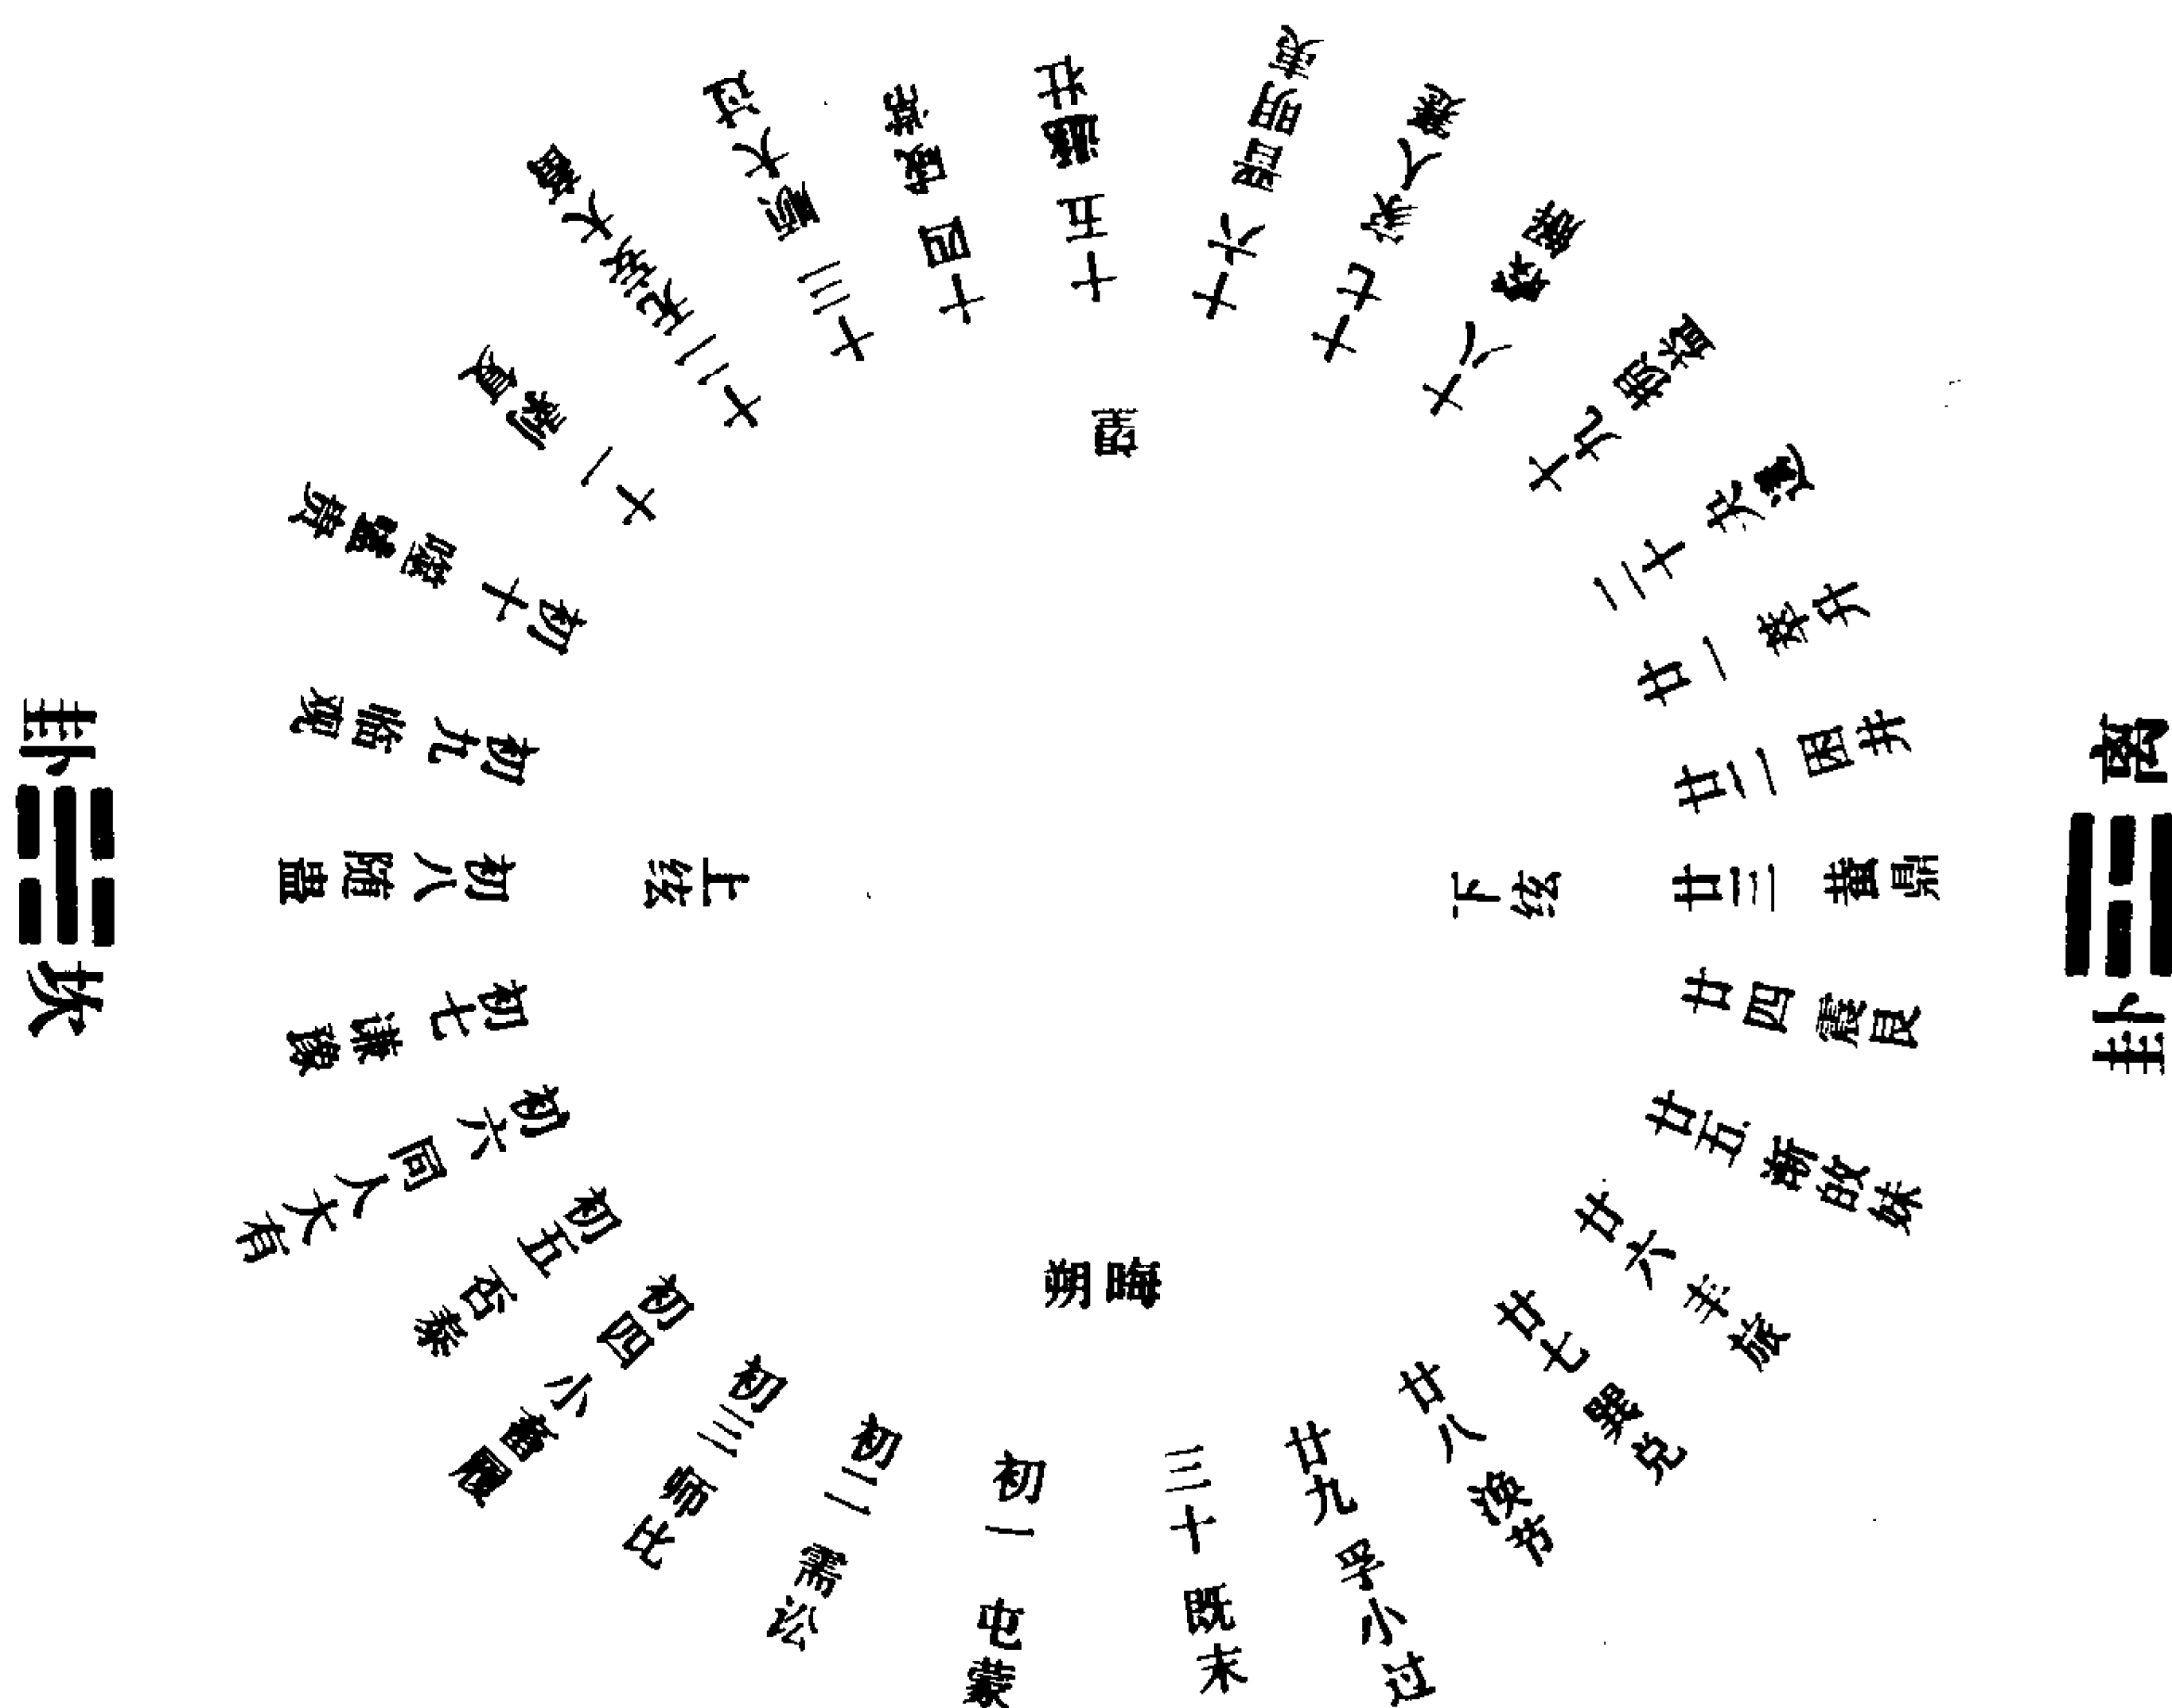 坎卦
离卦
望
上弦
下弦
朔
晦
初一 屯蒙
初二 需讼
初三 师比
初四 小畜履
初五 否泰
初六 同人大有
初七 谦豫
初八 随蛊
初九 临观
初十 噬嗑贲
十一 剥复
十二 无妄大畜
十三 颐大过
十四 咸
十五 壮
十六 明夷
十七 家人睽
十八 蹇解
十九 损益
二十 夬
廿一 萃升
廿二 困井
廿三 革鼎
廿四 震艮
廿五 渐皈妹
廿六 丰旅
廿七 巽兑
廿八 涣节
廿九 孚小过
三十 既未